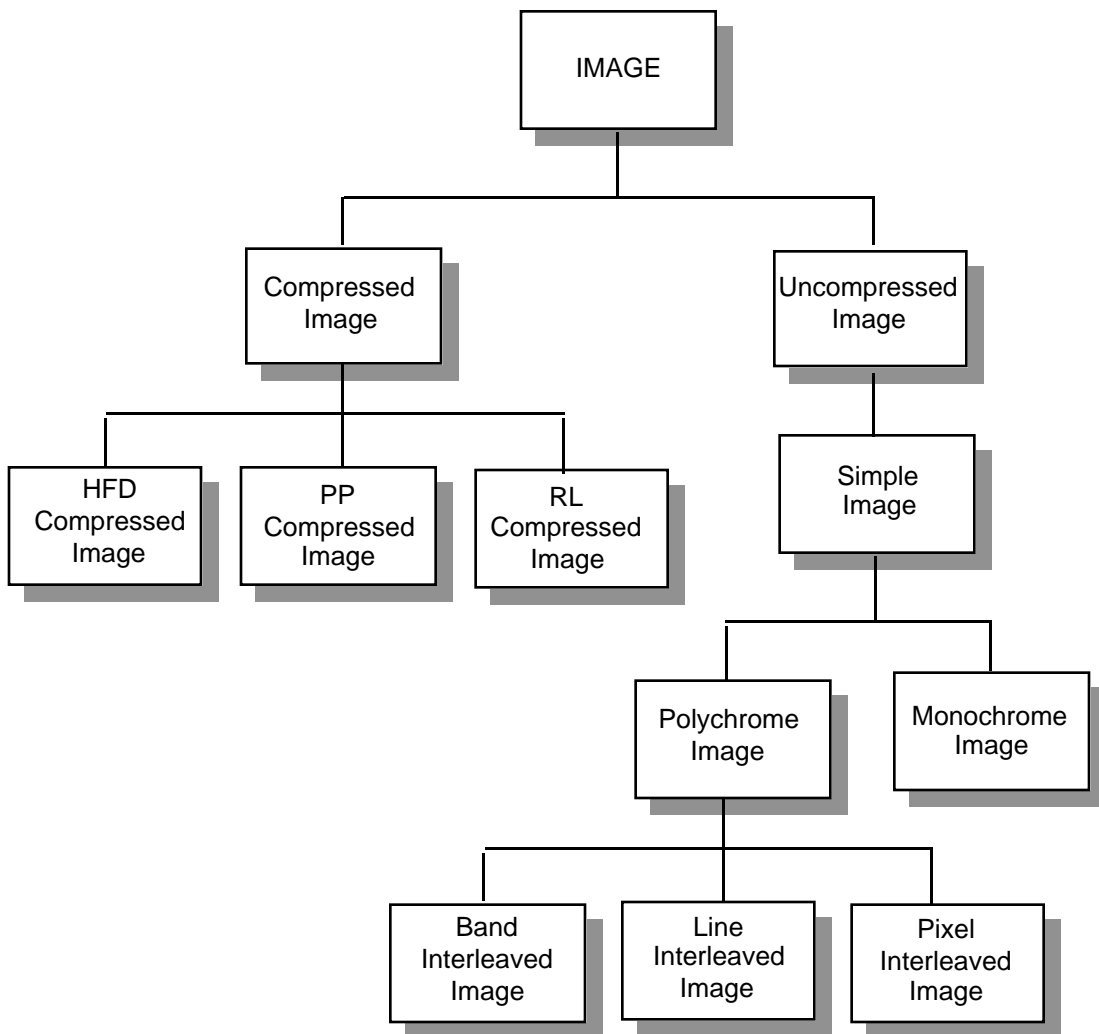 IMAGE
Compressed
Image
Uncompressed
Image
HFD
Compressed
Image
PP
Compressed
Image
RL
Compressed
Image
Simple
Image
Polychrome
Image
Monochrome
Image
Band
Interleaved
Image
Line
Interleaved
Image
Pixel
Interleaved
Image